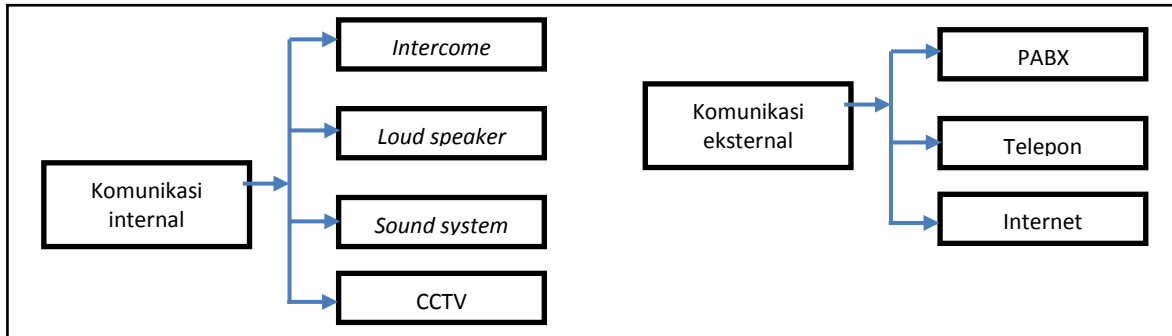 Komunikasi
internal
Intercome
Loud speaker
Sound system
CCTV
Komunikasi
eksternal
PABX
Telepon
Internet